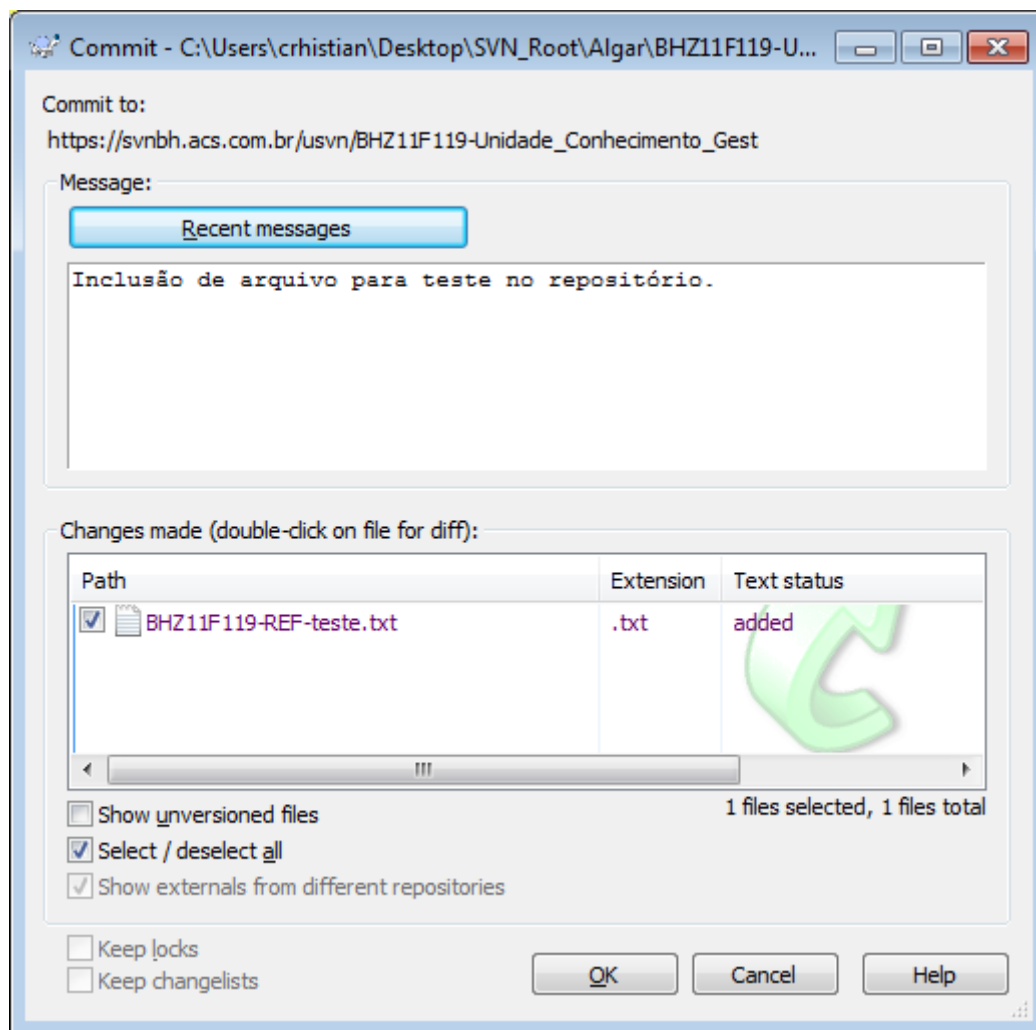 Commit - C:\Users\crhistian\Desktop\SVN_Root\Algar\BHZ11F119-U...
Commit to:
https://svnbh.acs.com.br/usvn/BHZ11F119-Unidade_Conhecimento_Gest
Message:
Recent messages
Inclusão de arquivo para teste no repositório.
Changes made (double-click on file for diff):
Path Extension Text status
BHZ11F119-REF-teste.txt .txt added
1 files selected, 1 files total
Show unversioned files
Select / deselect all
Show externals from different repositories
Keep locks
Keep changelists
OK Cancel Help